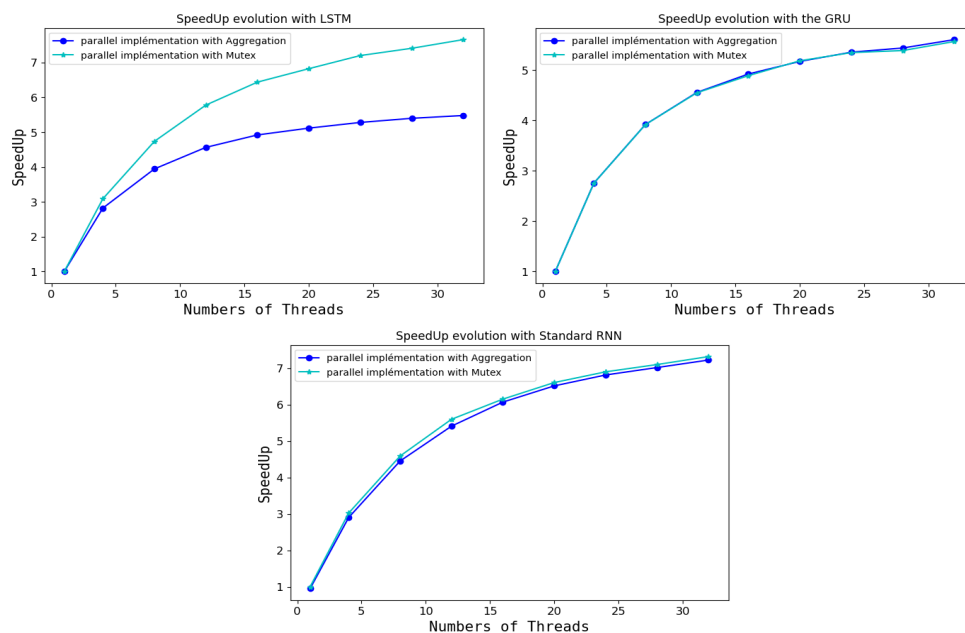 SpeedUp evolution with LSTM
parallel implémentation with Aggregation
parallel implémentation with Mutex
7
6
5
4
3
2
1
SpeedUp
0 5 10 15 20 25 30
Numbers of Threads
SpeedUp evolution with the GRU
parallel implémentation with Aggregation
parallel implémentation with Mutex
5
4
3
2
1
SpeedUp
0 5 10 15 20 25 30
Numbers of Threads
SpeedUp evolution with Standard RNN
parallel implémentation with Aggregation
parallel implémentation with Mutex
7
6
5
4
3
2
1
SpeedUp
0 5 10 15 20 25 30
Numbers of Threads